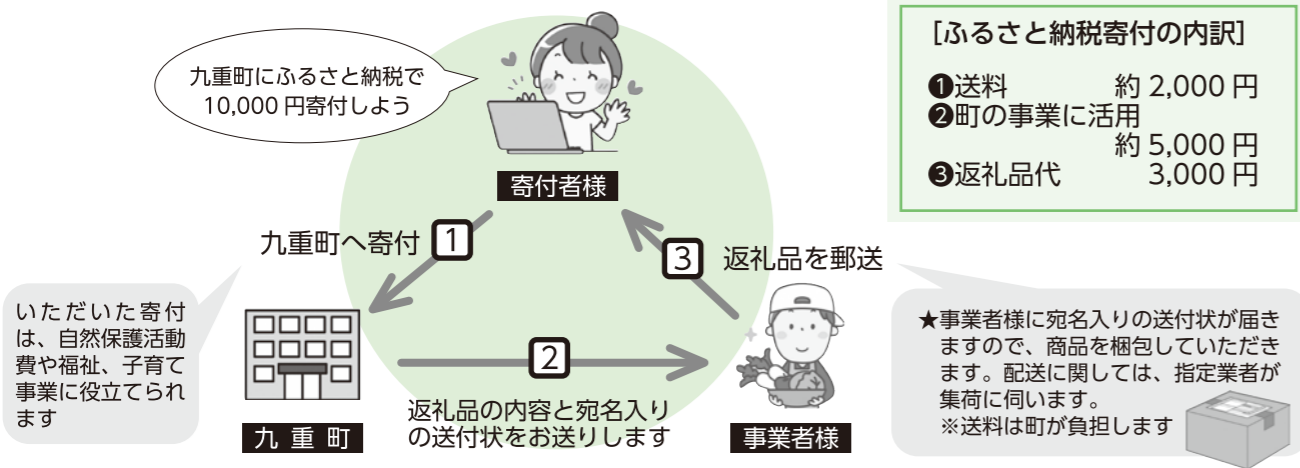 九重町にふるさと納税で
10,000 円寄付しよう
寄付者様
[ふるさと納税寄付の内訳]
❶送料 約 2,000 円
❷町の事業に活用
約 5,000 円
❸返礼品代 3,000 円
九重町へ寄付 1
3 返礼品を郵送
いただいた寄付
は、自然保護活動
費や福祉、子育て
事業に役立てられ
ます
2
返礼品の内容と宛名入り
の送付状をお送りします
九重町
事業者様
★事業者様に宛名入りの送付状が届き
ますので、商品を梱包していただき
ます。配送に関しては、指定業者が
集荷に伺います。
※送料は町が負担します